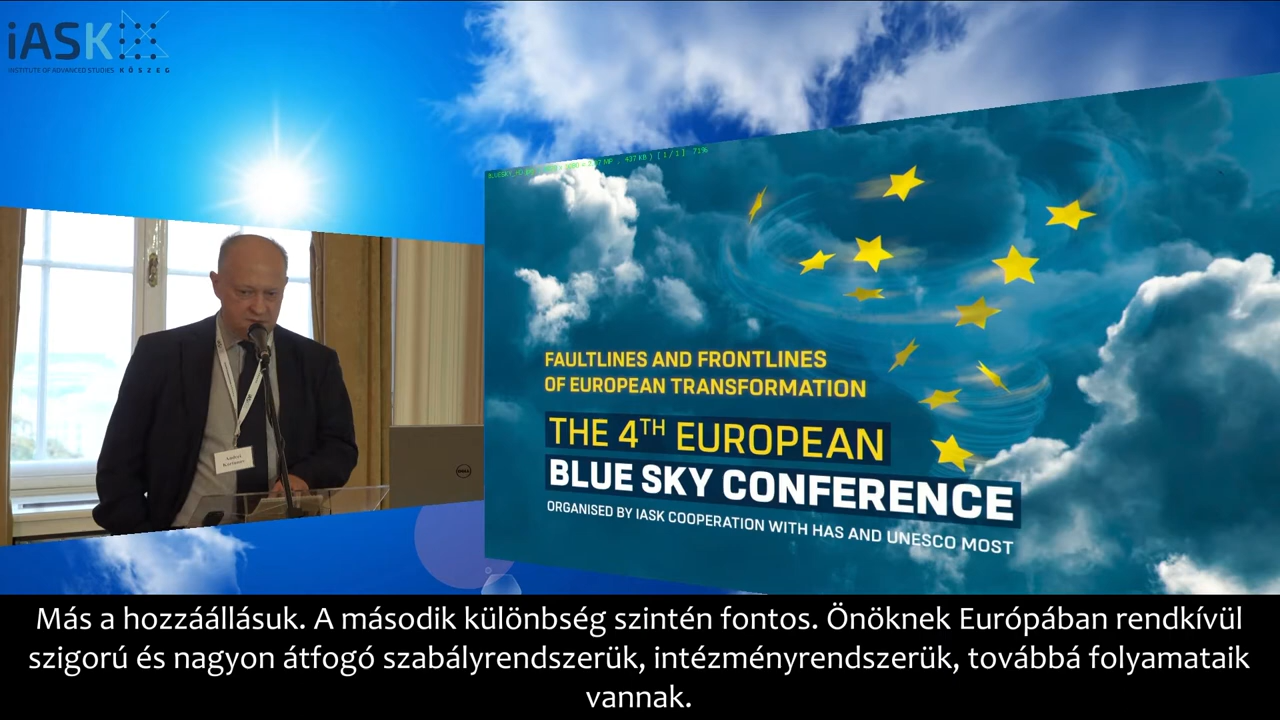 iASK
INSTITUTE OF ADVANCED STUDIES KŐSZEG
FAULTLINES AND FRONTLINES
OF EUROPEAN TRANSFORMATION
THE 4TH EUROPEAN
BLUE SKY CONFERENCE
ORGANISED BY IASK COOPERATION WITH HAS AND UNESCO MOST
DELL
Más a hozzáállásuk. A második különbség szintén fontos. Önöknek Európában rendkívül
szigorú és nagyon átfogó szabályrendszerük, intézményrendszerük, továbbá folyamataik
vannak.